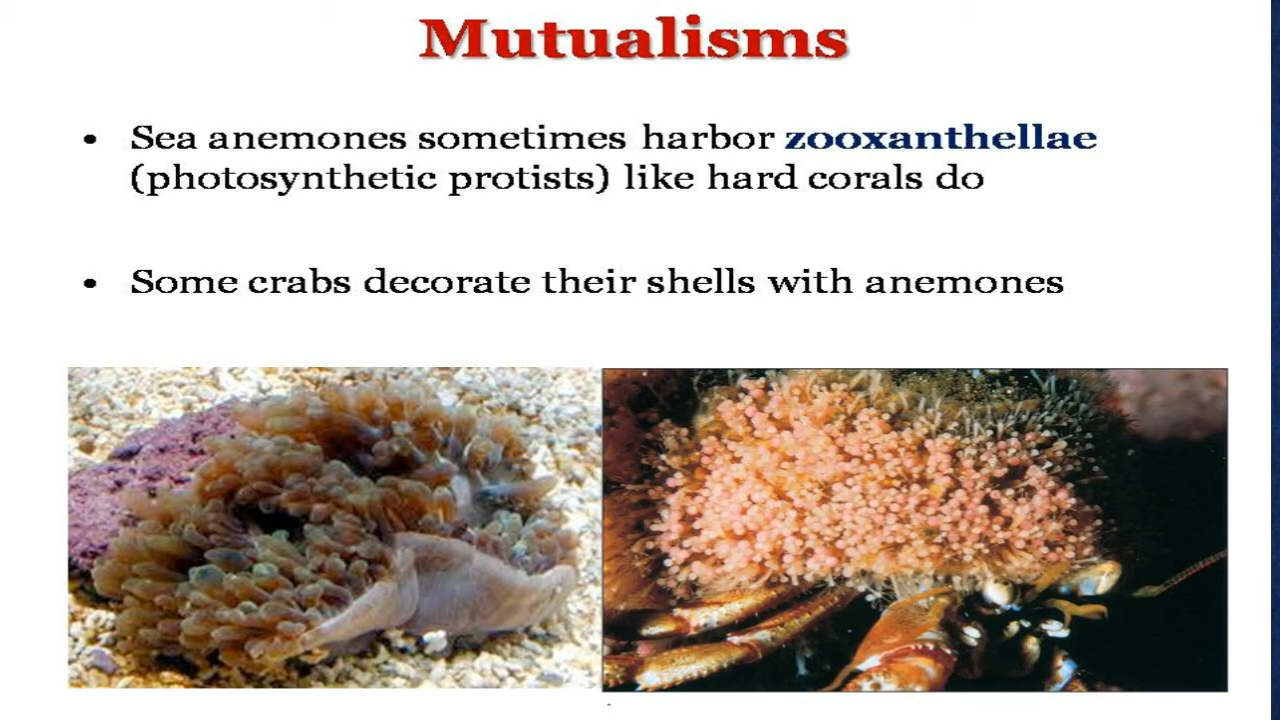 Mutualisms
• Sea anemones sometimes harbor zooxanthellae
(photosynthetic protists) like hard corals do
• Some crabs decorate their shells with anemones